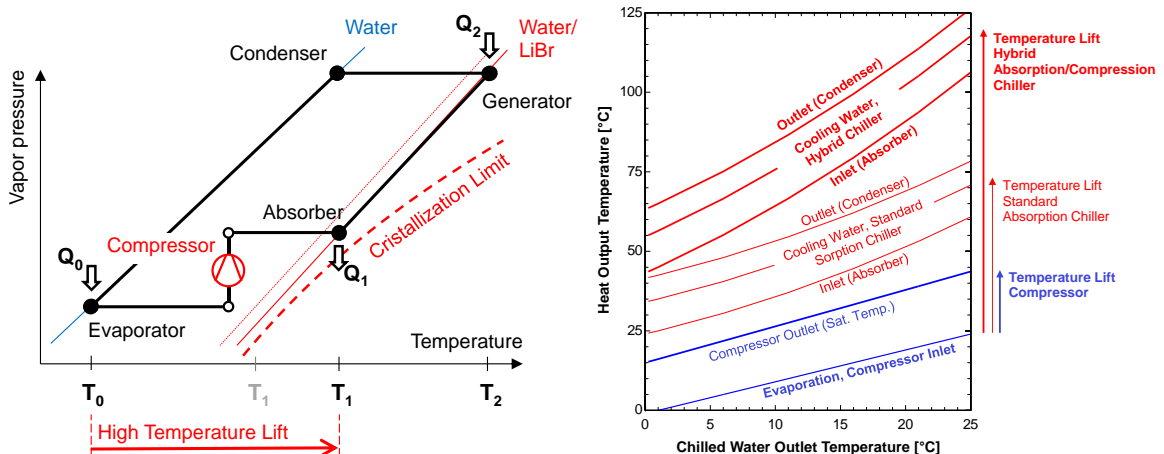 Q2
Water
Water/
LiBr
Condenser
Generator
Vapor pressure
Cristallization Limit
Absorber
Compressor
Q0
Q1
Evaporator
Temperature
T0
T1
T1
T2
High Temperature Lift
Heat Output Temperature [°C]
125
100
75
50
25
0
Outlet (Condenser)
Cooling Water,
Hybrid Chiller
Inlet (Absorber)
Outlet (Condenser)
Cooling Water, Standard
Sorption Chiller
Inlet (Absorber)
Compressor Outlet (Sat. Temp.)
Evaporation, Compressor Inlet
0
5
10
15
20
25
Chilled Water Outlet Temperature [°C]
Temperature Lift
Hybrid
Absorption/Compression
Chiller
Temperature Lift
Standard
Absorption Chiller
Temperature Lift
Compressor